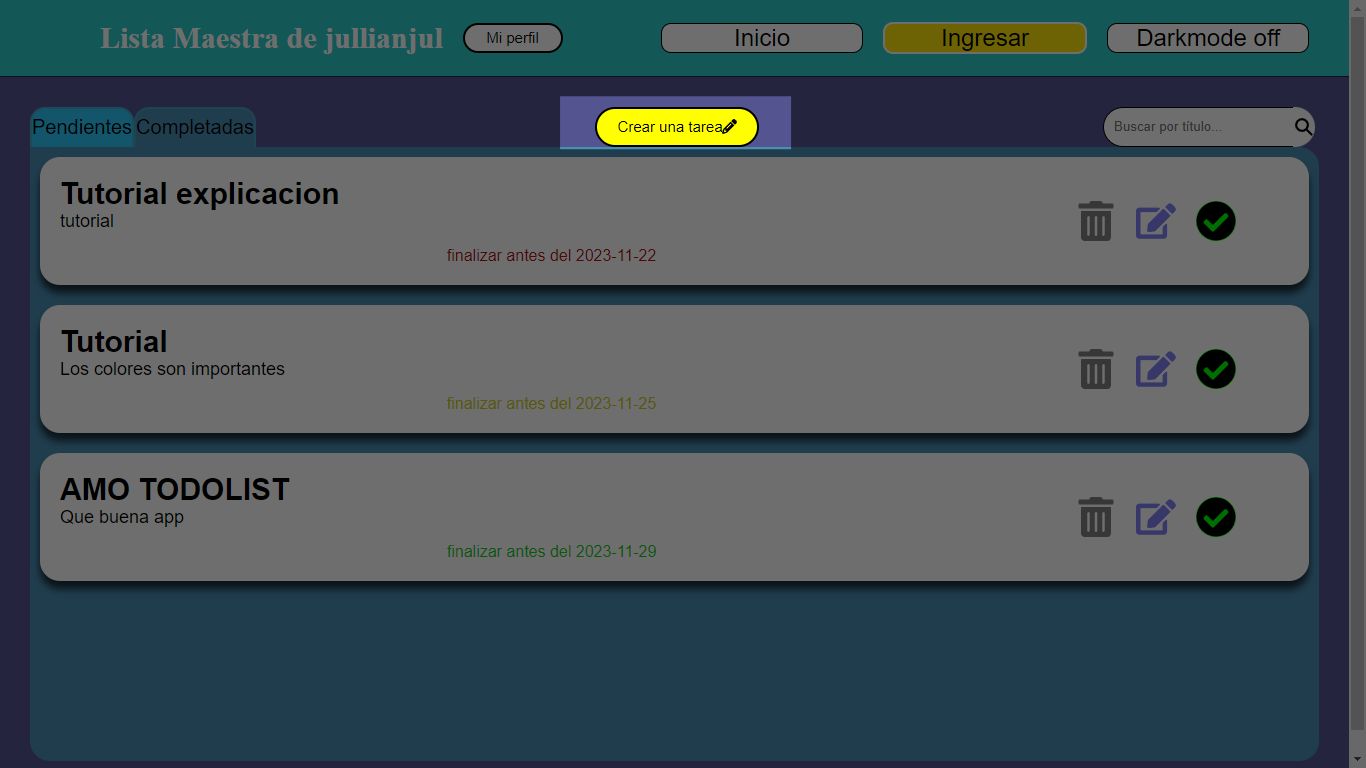 Lista Maestra de jullianjul
Mi perfil
Inicio
Ingresar
Darkmode off
Pendientes
Completadas
Crear una tarea
Buscar por título...
Tutorial explicacion
tutorial
finalizar antes del 2023-11-22
Tutorial
Los colores son importantes
finalizar antes del 2023-11-25
AMO TODOLIST
Que buena app
finalizar antes del 2023-11-29